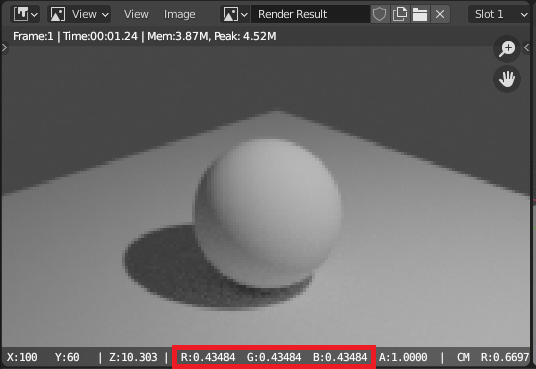 View View Image Render Result Slot 1
Frame:1 | Time:00:01.24 | Mem:3.87M, Peak: 4.52M
X:100 Y:60 | Z:10.303 | R:0.43484 G:0.43484 B:0.43484 A:1.0000 | CM R:0.6697